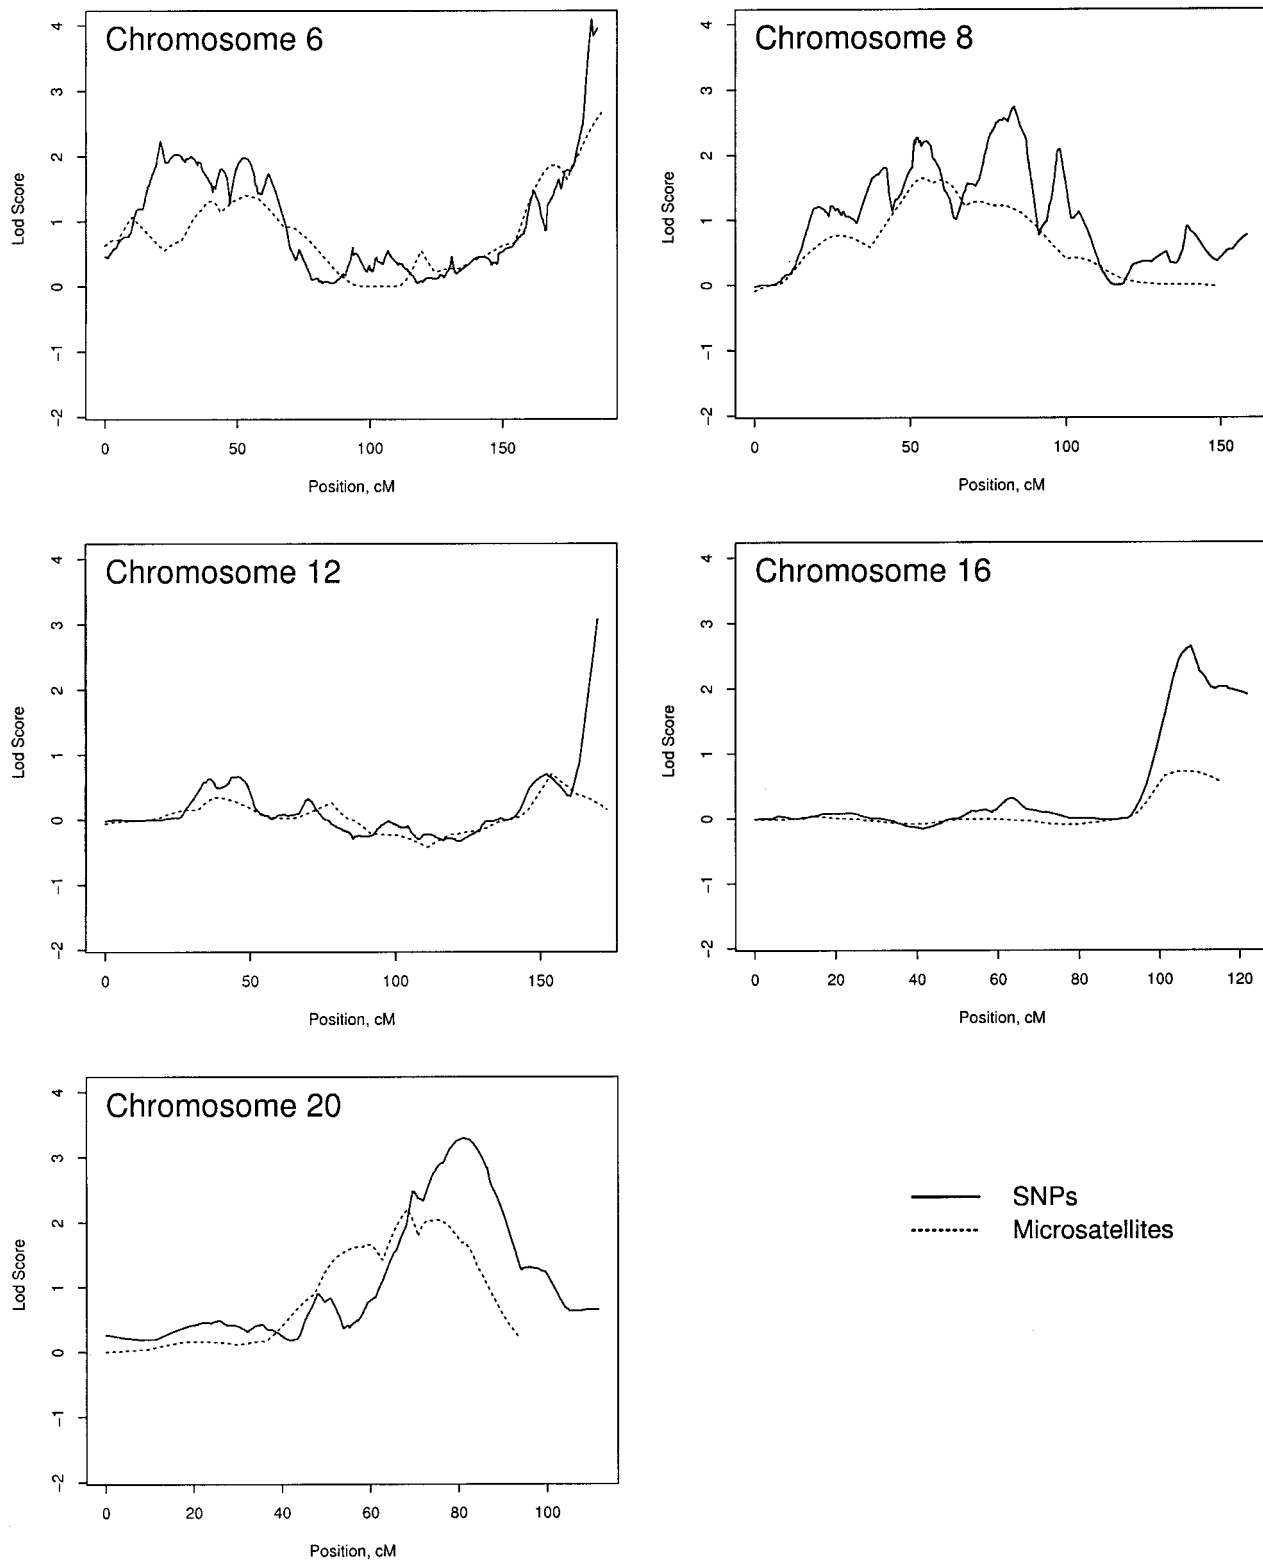 Chromosome 6
4
3
2
1
0
-1
-2
Lod Score
0 50 100 150
Position, cM
Chromosome 8
4
3
2
1
0
-1
-2
Lod Score
0 50 100 150
Position, cM
Chromosome 12
4
3
2
1
0
-1
-2
Lod Score
0 50 100 150
Position, cM
Chromosome 16
4
3
2
1
0
-1
-2
Lod Score
0 20 40 60 80 100 120
Position, cM
Chromosome 20
4
3
2
1
0
-1
-2
Lod Score
0 20 40 60 80 100
Position, cM
SNPs
Microsatellites